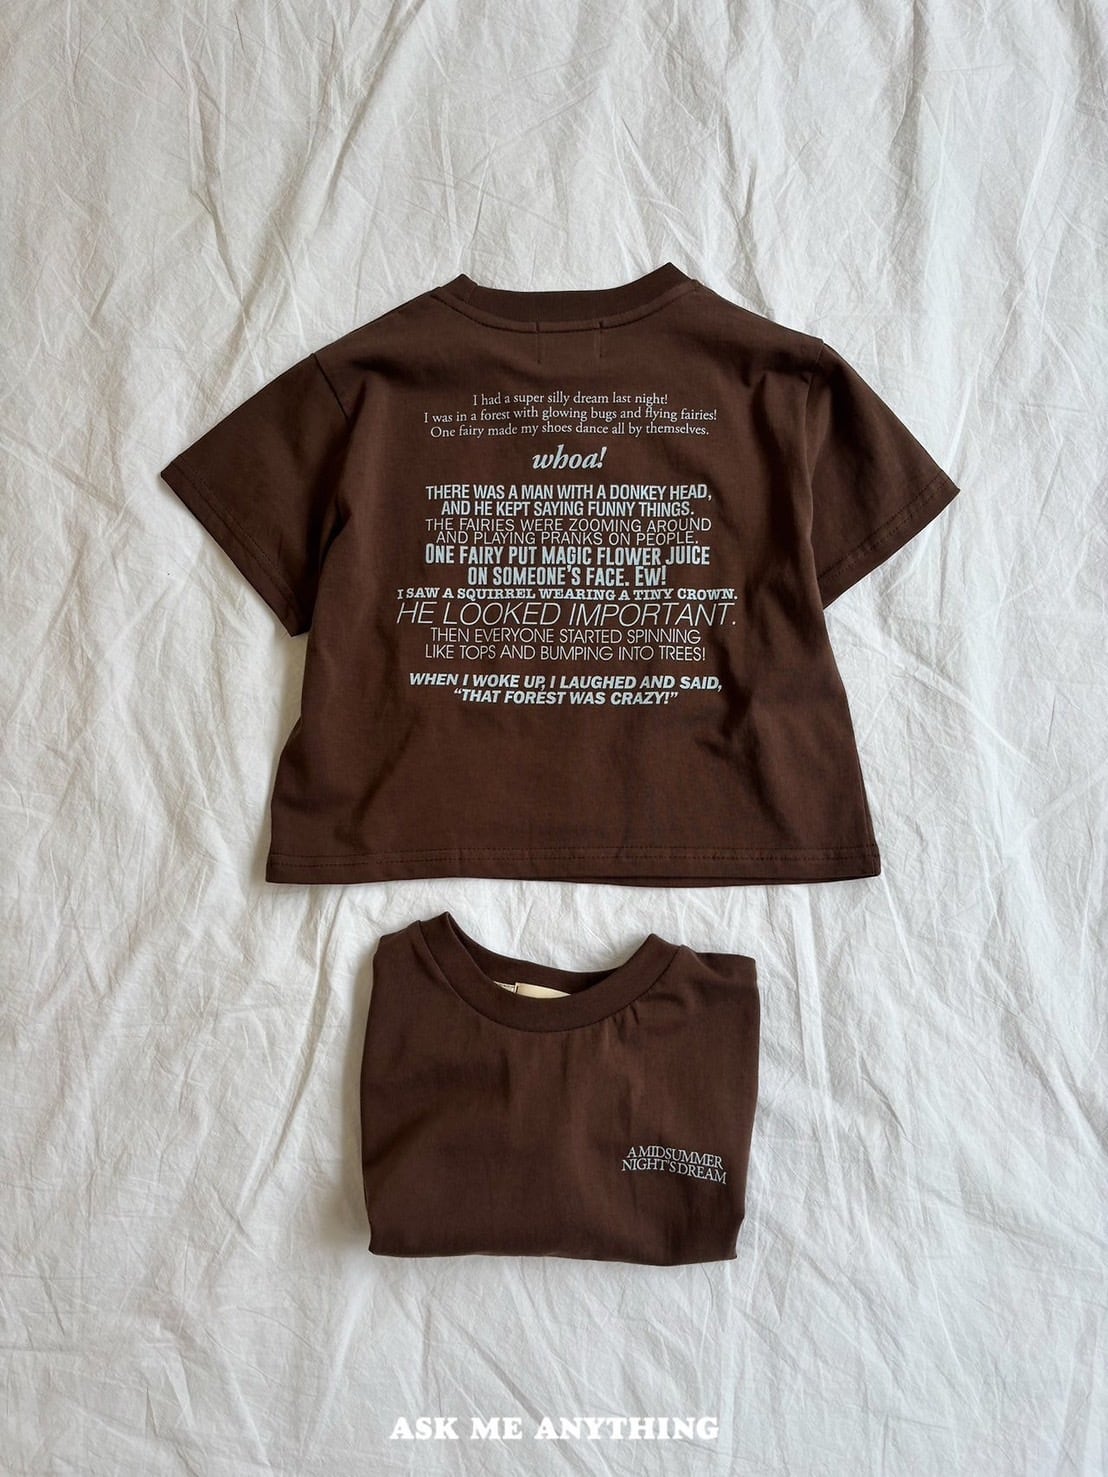 I had a super silly dream last night!
I was in a forest with glowing bugs and flying fairies!
One fairy made my shoes dance all by themselves.
whoa!
THERE WAS A MAN WITH A DONKEY HEAD,
AND HE KEPT SAYING FUNNY THINGS.
THE FAIRIES WERE ZOOMING AROUND
AND PLAYING PRANKS ON PEOPLE.
ONE FAIRY PUT MAGIC FLOWER JUICE
ON SOMEONE'S FACE. EW!
I SAW A SQUIRREL WEARING A TINY CROWN.
HE LOOKED IMPORTANT.
THEN EVERYONE STARTED SPINNING
LIKE TOPS AND BUMPING INTO TREES!
WHEN I WOKE UP, I LAUGHED AND SAID,
“THAT FOREST WAS CRAZY!”
A MIDSUMMER
NIGHT'S DREAM
ASK ME ANYTHING